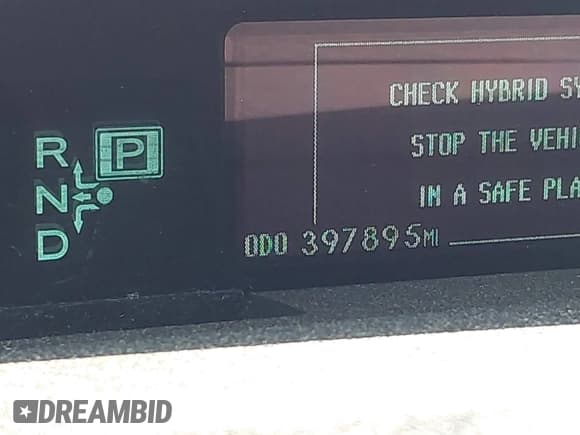 CHECK HYBRID SY
STOP THE VEHI
IN A SAFE PLA
ODO 397895MI
P
R
N
D
DREAMBID